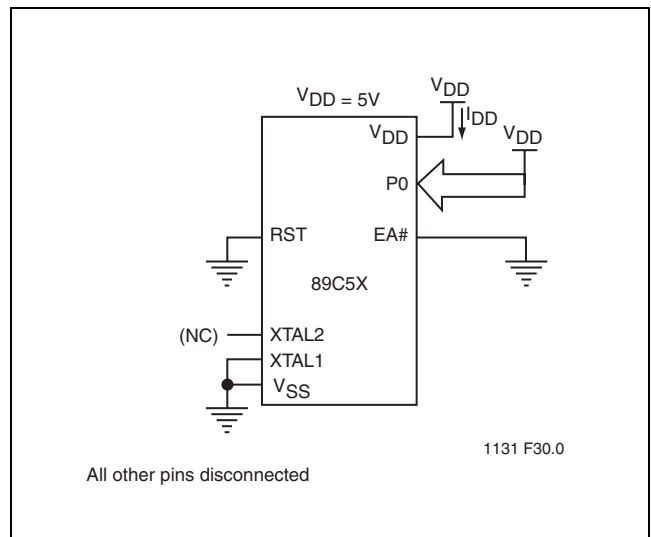 VDD = 5V
VDD
IDD
VDD
VDD
P0
RST
EA#
89C5X
(NC)
XTAL2
XTAL1
VSS
1131 F30.0
All other pins disconnected